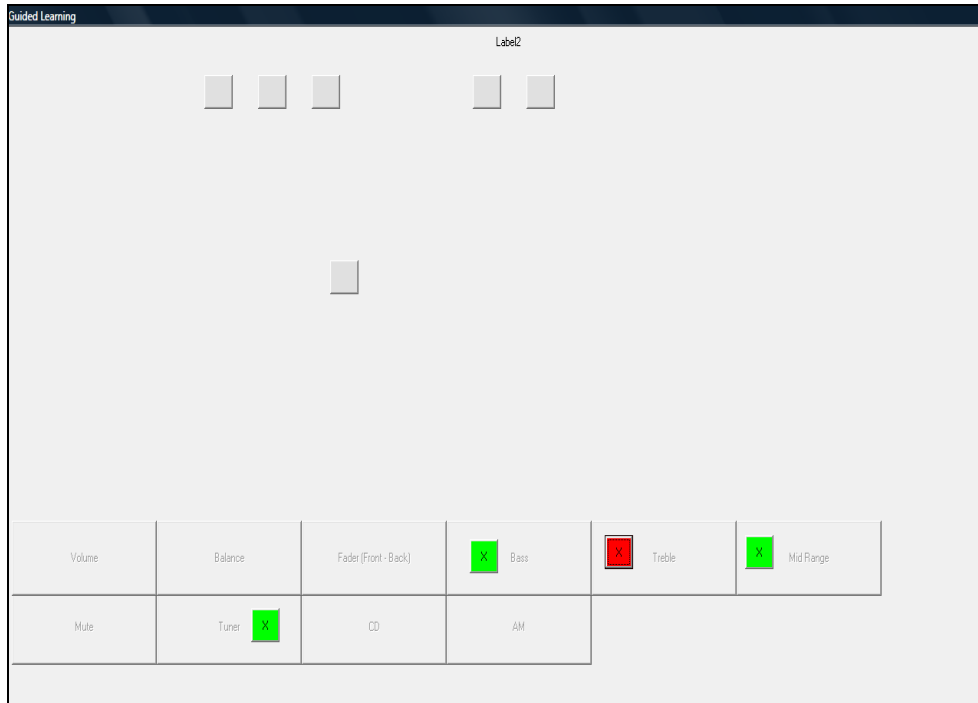 Guided Learning
Label2
Volume Balance Fader (Front - Back) X Bass X Treble X Mid Range
Mute Tuner X CD AM